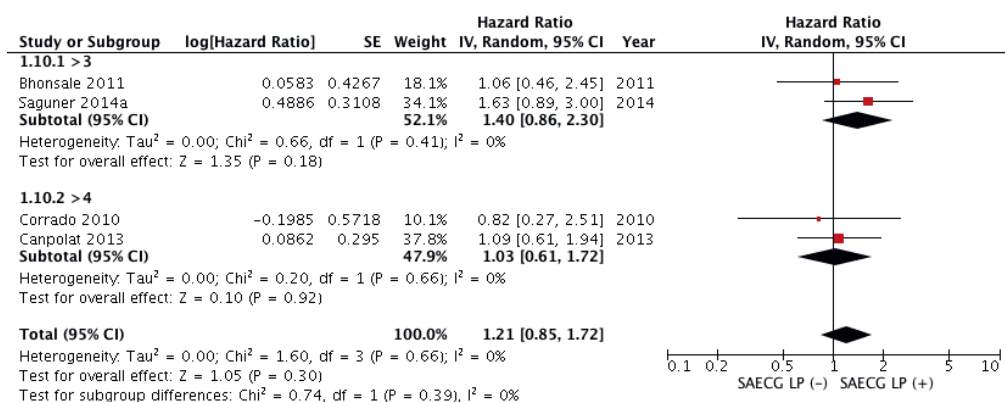 Hazard Ratio Hazard Ratio
Study or Subgroup log[Hazard Ratio] SE Weight IV, Random, 95% CI Year IV, Random, 95% CI
1.10.1 >3
Bhonsale 2011 0.0583 0.4267 18.1% 1.06 [0.46, 2.45] 2011
Saguner 2014a 0.4886 0.3108 34.1% 1.63 [0.89, 3.00] 2014
Subtotal (95% CI) 52.1% 1.40 [0.86, 2.30]
Heterogeneity: Tau² = 0.00; Chi² = 0.66, df = 1 (P = 0.41); I² = 0%
Test for overall effect: Z = 1.35 (P = 0.18)
1.10.2 >4
Corrado 2010 −0.1985 0.5718 10.1% 0.82 [0.27, 2.51] 2010
Canpolat 2013 0.0862 0.295 37.8% 1.09 [0.61, 1.94] 2013
Subtotal (95% CI) 47.9% 1.03 [0.61, 1.72]
Heterogeneity: Tau² = 0.00; Chi² = 0.20, df = 1 (P = 0.66); I² = 0%
Test for overall effect: Z = 0.10 (P = 0.92)
Total (95% CI) 100.0% 1.21 [0.85, 1.72]
Heterogeneity: Tau² = 0.00; Chi² = 1.60, df = 3 (P = 0.66); I² = 0%
Test for overall effect: Z = 1.05 (P = 0.30)
Test for subgroup differences: Chi² = 0.74, df = 1 (P = 0.39), I² = 0%
0.1 0.2 0.5 1 2 5 10
SAECG LP (−) SAECG LP (+)